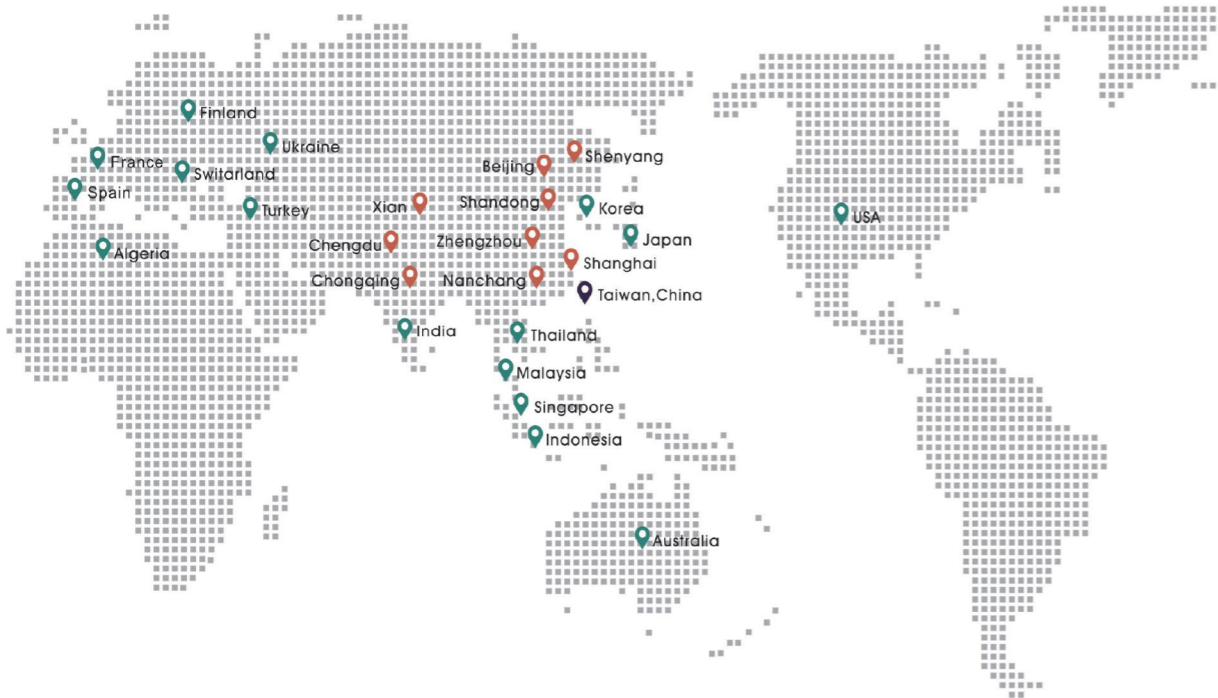 Finland
Ukraine
France
Switarland
Spain
Turkey
Algeria
Shenyang
Beijing
Xian
Shandong
Korea
Chengdu
Zhengzhou
Japan
Shanghai
Chongqing
Nanchang
Taiwan,China
India
Thailand
Malaysia
Singapore
Indonesia
Australia
USA